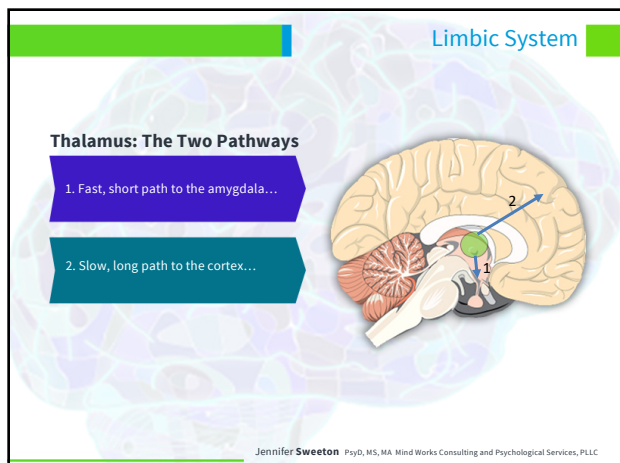 Limbic System
Thalamus: The Two Pathways
1. Fast, short path to the amygdala…
2. Slow, long path to the cortex…
2
1
Jennifer Sweeton PsyD, MS, MA Mind Works Consulting and Psychological Services, PLLC